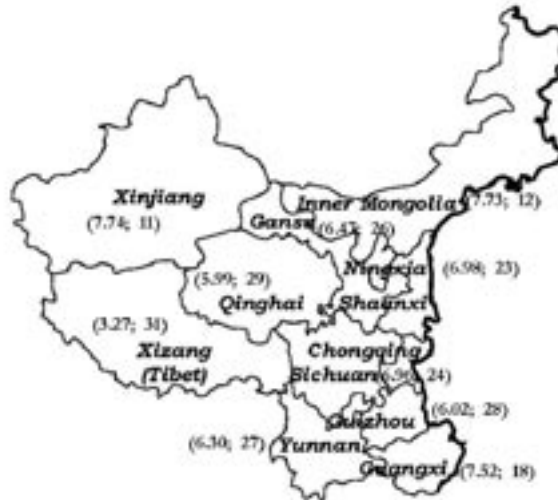 Xinjiang
(7.74; 11)
Inner Mongolia
(7.73; 12)
Gansu
(6.47; 26)
Ningxia
(6.98; 23)
(5.99; 29)
Qinghai
Shaanxi
(3.27; 31)
Xizang
(Tibet)
Chongqing
Sichuan
(6.96; 24)
Guizhou
(6.02; 28)
(6.30; 27)
Yunnan
Guangxi
(7.52; 18)